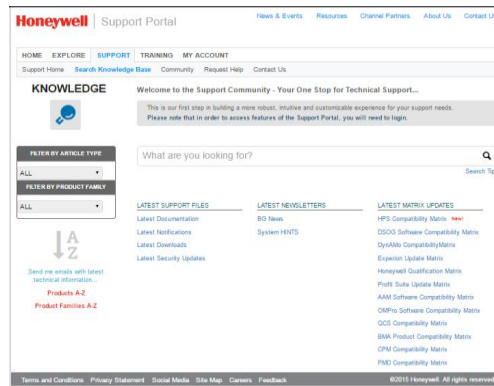 Honeywell | Support Portal
News & Events Resources Channel Partners About Us Contact U
HOME EXPLORE SUPPORT TRAINING MY ACCOUNT
Support Home Search Knowledge Base Community Request Help Contact Us
KNOWLEDGE
Welcome to the Support Community - Your One Stop for Technical Support...
This is our first step in building a more robust, intuitive and customizable experience for your support needs.
Please note that in order to access features of the Support Portal, you will need to login.
FILTER BY ARTICLE TYPE
ALL
FILTER BY PRODUCT FAMILY
ALL
What are you looking for?
Search Tip
A
Z
Send me emails with latest
technical information...
Products A-Z
Product Families A-Z
LATEST SUPPORT FILES
Latest Documentation
Latest Notifications
Latest Downloads
Latest Security Updates
LATEST NEWSLETTERS
BG News
System HINTS
LATEST MATRIX UPDATES
HPS Compatibility Matrix New!
DSOG Software Compatibility Matrix
DynAMo CompatibilityMatrix
Experion Update Matrix
Honeywell Qualification Matrix
Profit Suite Update Matrix
AAM Software Compatibility Matrix
OMPro Software Compatibility Matrix
QCS Compatibility Matrix
BMA Product Compatibility Matrix
CPM Compatibility Matrix
PMD Compatibility Matrix
Terms and Conditions Privacy Statement Social Media Site Map Careers Feedback
©2015 Honeywell. All rights reserved